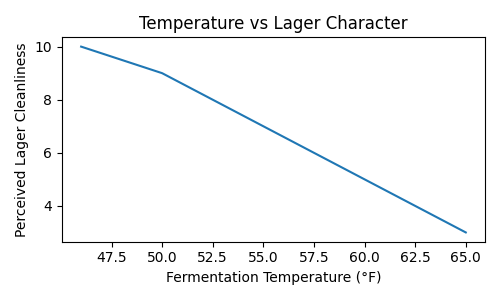 Temperature vs Lager Character
Perceived Lager Cleanliness
10
8
6
4
47.5 50.0 52.5 55.0 57.5 60.0 62.5 65.0
Fermentation Temperature (°F)